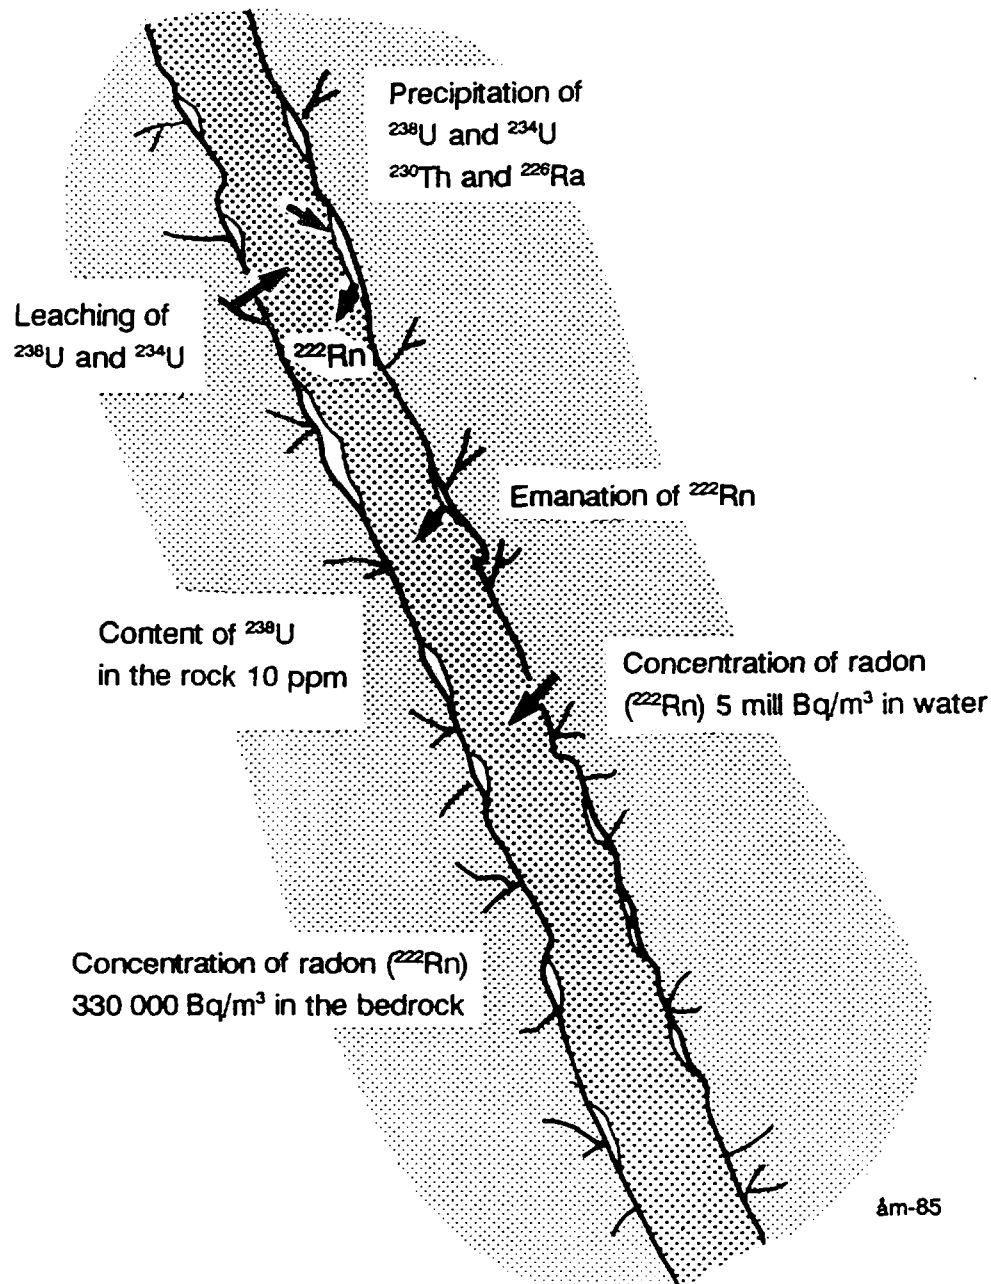 Precipitation of
²³⁸U and ²³⁴U
²³⁰Th and ²²⁶Ra
Leaching of
²³⁸U and ²³⁴U
²²²Rn
Emanation of ²²²Rn
Content of ²³⁸U
in the rock 10 ppm
Concentration of radon
(²²²Rn) 5 mill Bq/m³ in water
Concentration of radon (²²²Rn)
330 000 Bq/m³ in the bedrock
åm-85